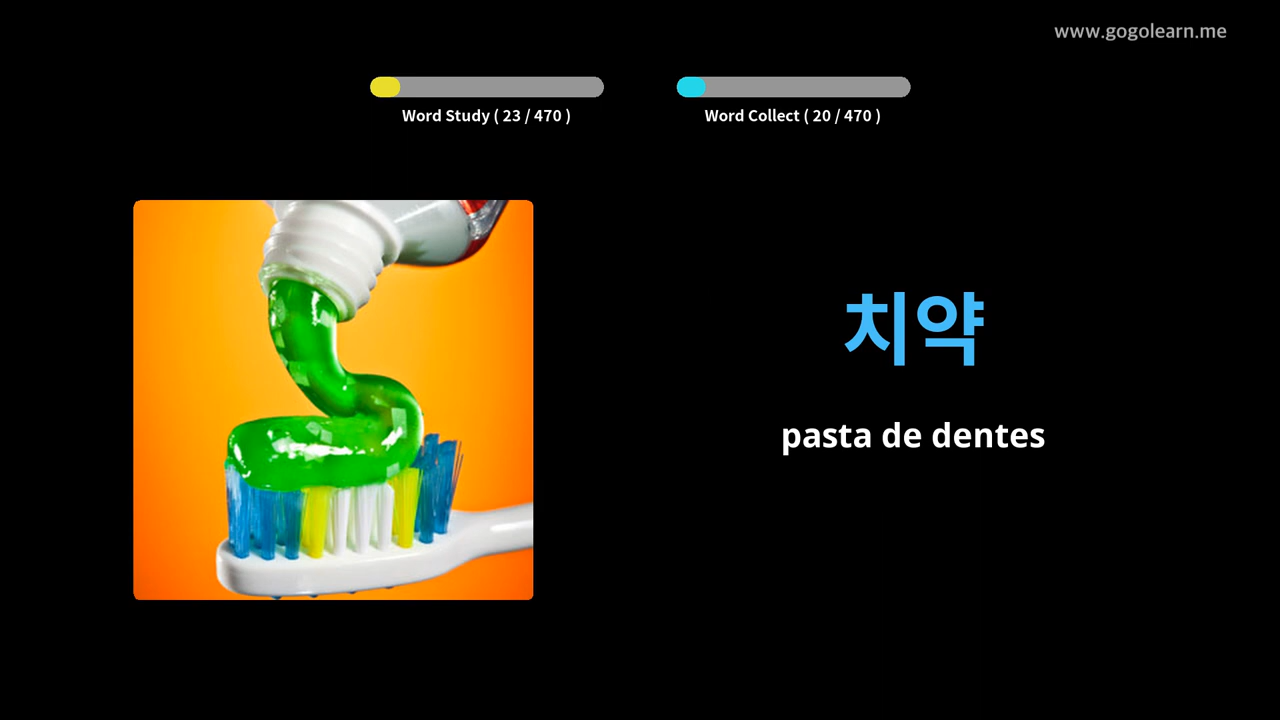 www.gogolearn.me
Word Study ( 23 / 470 )
Word Collect ( 20 / 470 )
치약
pasta de dentes